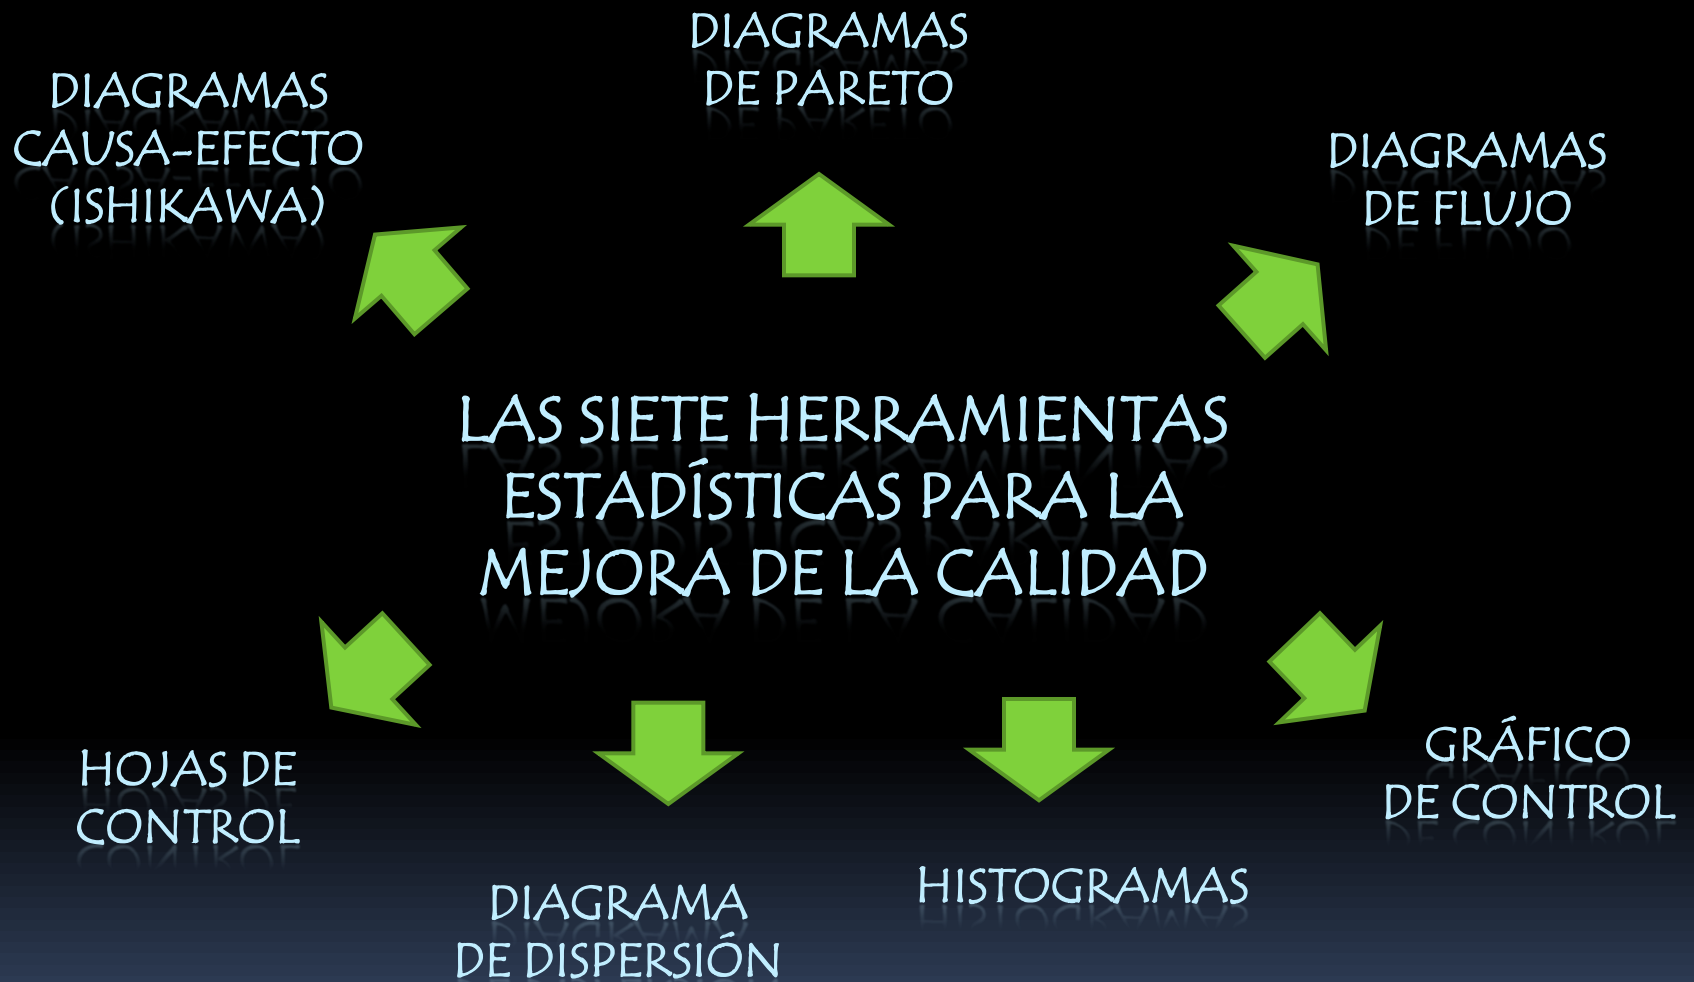 DIAGRAMAS
DE PARETO
DIAGRAMAS
CAUSA-EFECTO
(ISHIKAWA)
DIAGRAMAS
DE FLUJO
LAS SIETE HERRAMIENTAS
ESTADÍSTICAS PARA LA
MEJORA DE LA CALIDAD
HOJAS DE
CONTROL
GRÁFICO
DE CONTROL
DIAGRAMA
DE DISPERSIÓN
HISTOGRAMAS